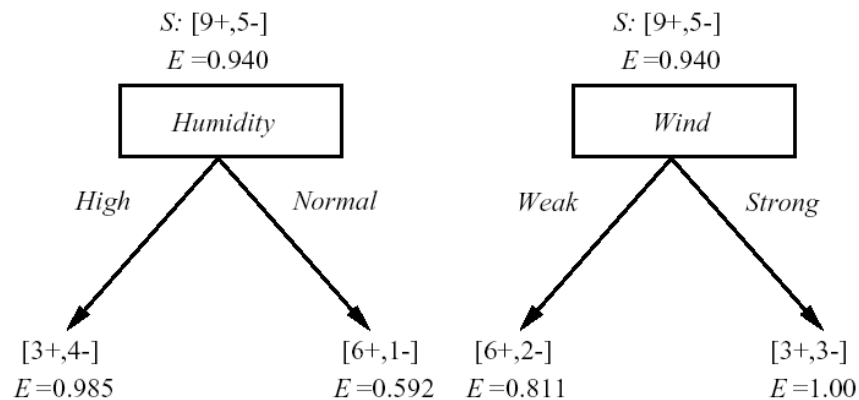 S: [9+,5-]
E =0.940
Humidity
High
Normal
[3+,4-]
E =0.985
[6+,1-]
E =0.592
S: [9+,5-]
E =0.940
Wind
Weak
Strong
[6+,2-]
E =0.811
[3+,3-]
E =1.00